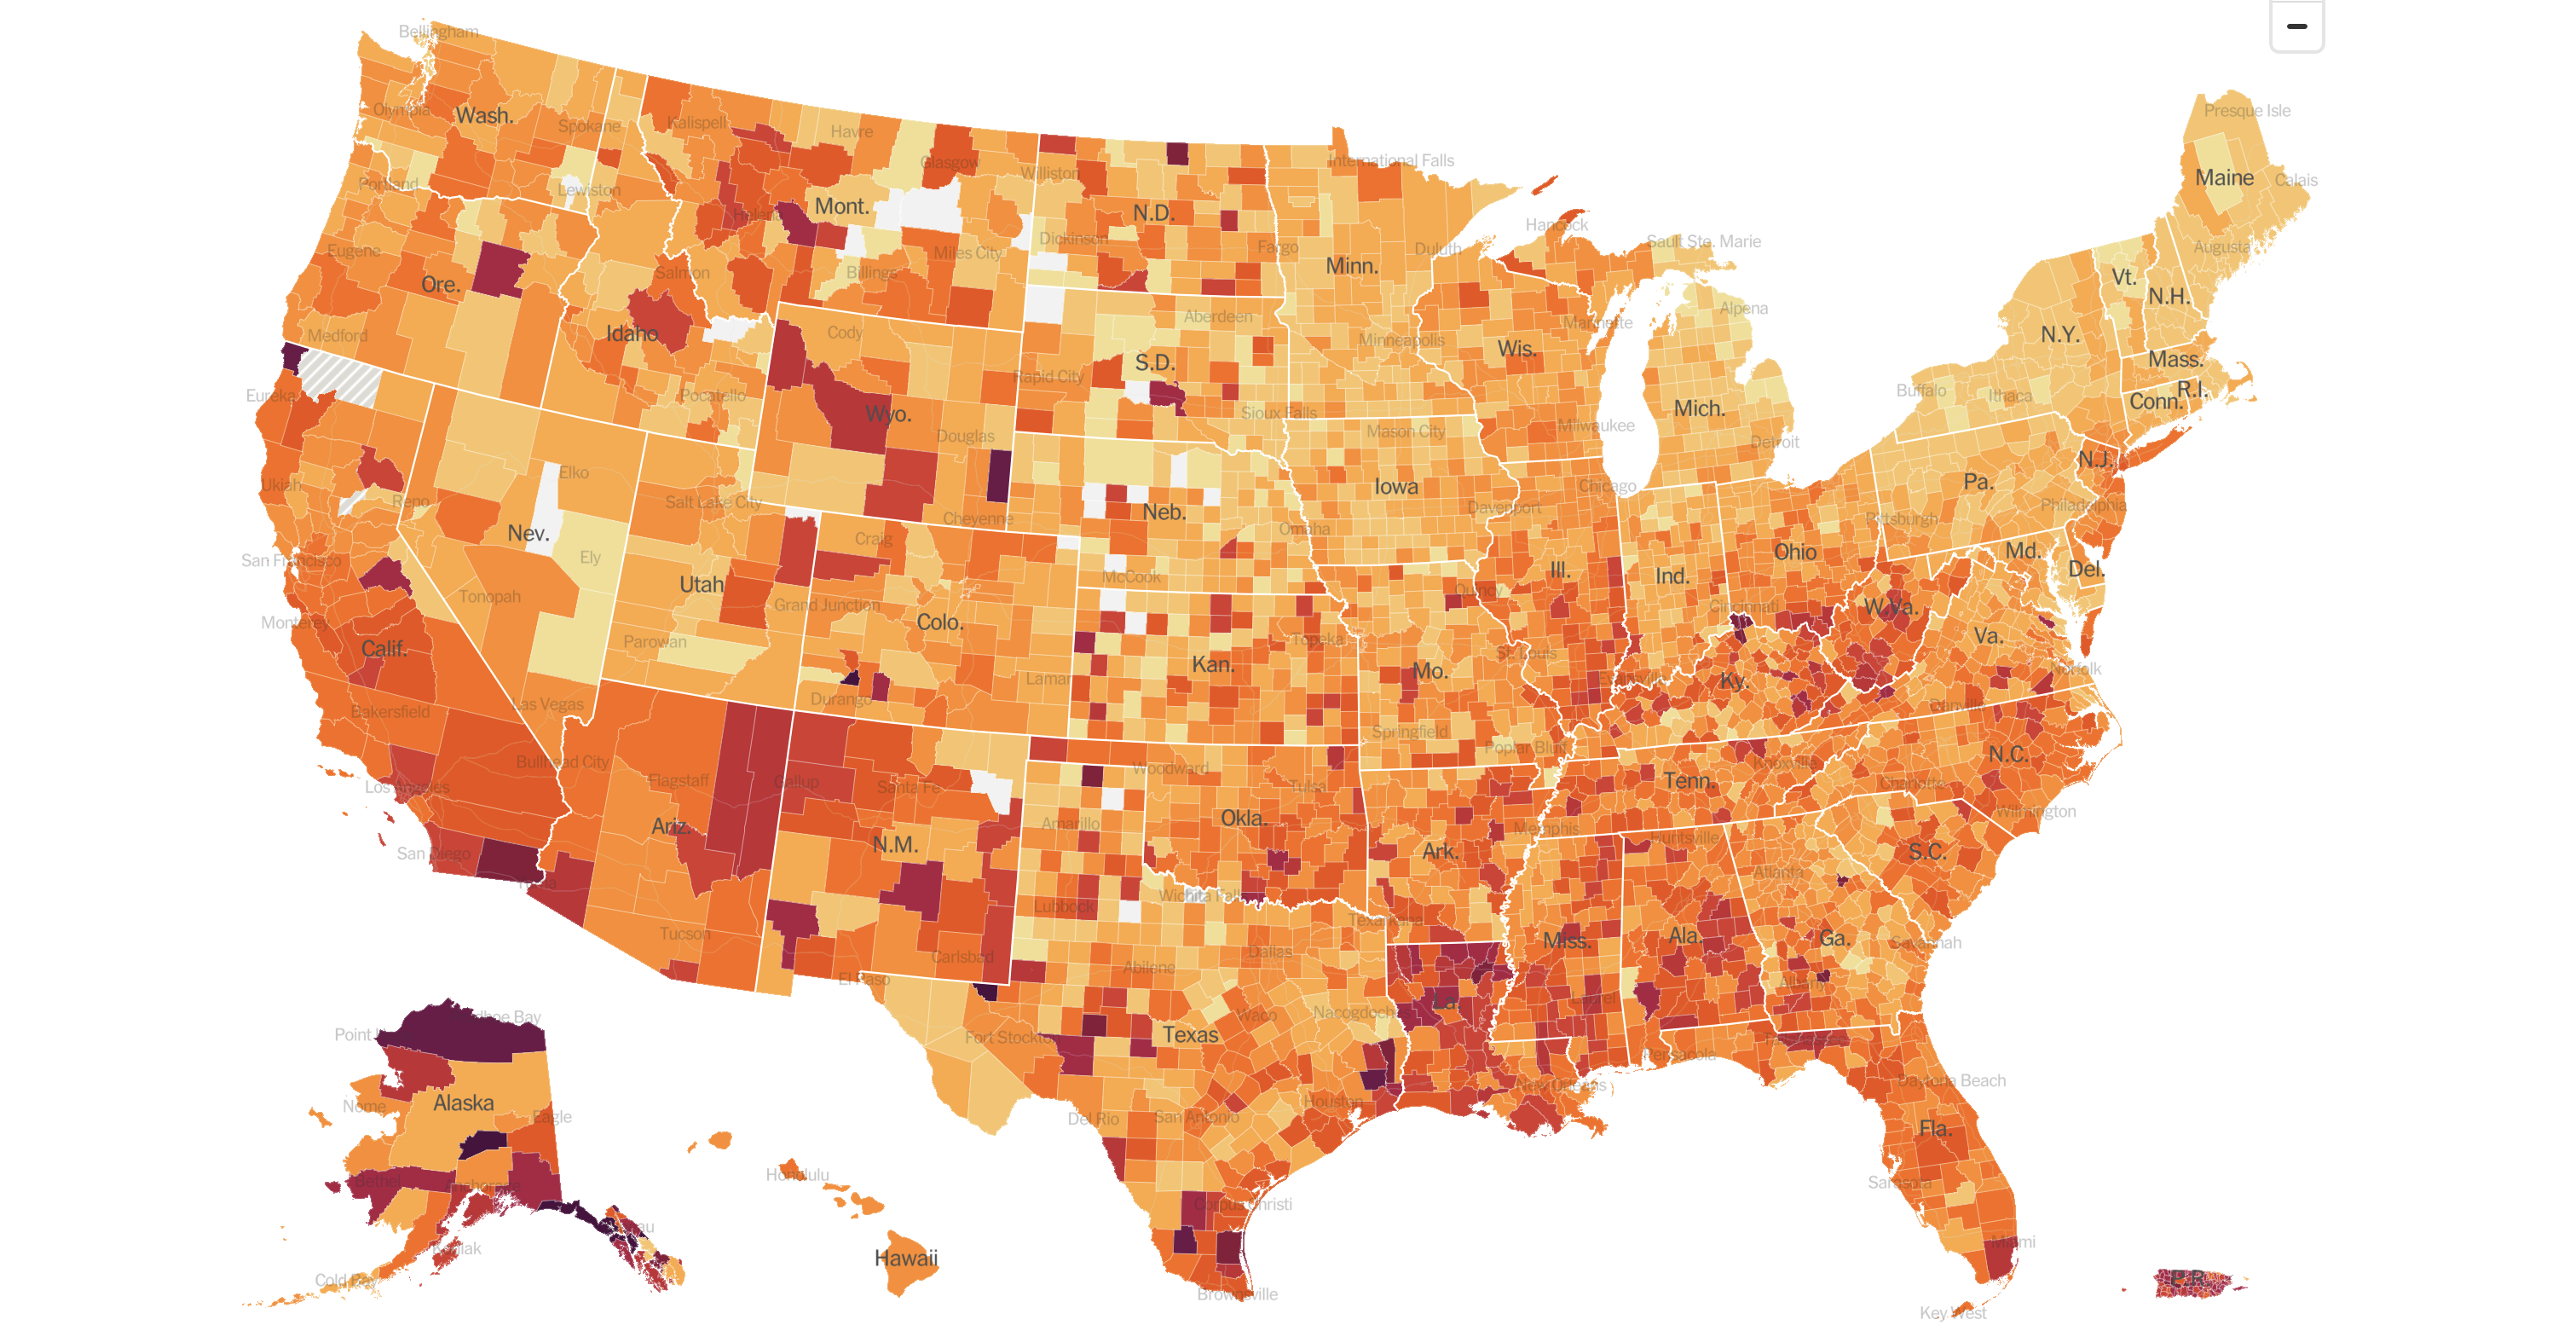 Bellingham
Presque Isle
Olympia
Wash.
Spokane
Kalispell
Havre
Glasgow
Williston
International Falls
Portland
Lewiston
Helena
Mont.
N.D.
Maine
Calais
Eugene
Ore.
Salmon
Billings
Miles City
Dickinson
Fargo
Minn.
Duluth
Hancock
Sault Ste. Marie
Augusta
Vt.
N.H.
Medford
Idaho
Cody
Aberdeen
Minneapolis
Wis.
Marinette
Alpena
N.Y.
Mass.
Eureka
Pocatello
Wyo.
Rapid City
S.D.
Sioux Falls
Mason City
Milwaukee
Mich.
Detroit
Buffalo
Ithaca
Conn.
R.I.
Douglas
Ukiah
Reno
Elko
Salt Lake City
Cheyenne
Neb.
Omaha
Iowa
Davenport
Chicago
Pa.
N.J.
Pittsburgh
Philadelphia
San Francisco
Nev.
Ely
Utah
Craig
McCook
Quincy
Ill.
Ind.
Ohio
Cincinnati
Md.
Del.
Monterey
Tonopah
Parowan
Grand Junction
Colo.
Topeka
St. Louis
W.Va.
Va.
Calif.
Kan.
Mo.
Evansville
Ky.
Norfolk
Bakersfield
Las Vegas
Durango
Lamar
Springfield
Poplar Bluff
Danville
Los Angeles
Bullhead City
Flagstaff
Gallup
Santa Fe
Woodward
Tulsa
Tenn.
Knoxville
Charlotte
N.C.
San Diego
Ariz.
N.M.
Amarillo
Okla.
Ark.
Memphis
Huntsville
Atlanta
S.C.
Wilmington
Yuma
Tucson
Lubbock
Wichita Falls
Texarkana
Miss.
Ala.
Ga.
Savannah
El Paso
Carlsbad
Abilene
Dallas
La.
Laurel
Albany
Point
dhoe Bay
Fort Stockton
Texas
Waco
Nacogdoches
Pensacola
Tallahassee
Nome
Alaska
Eagle
Del Rio
San Antonio
Houston
New Orleans
Daytona Beach
Fla.
Bethel
Anchorage
Honolulu
Corpus Christi
Sarasota
Kodiak
Hawaii
Miami
Cold Bay
Brownsville
Key West
P.R.